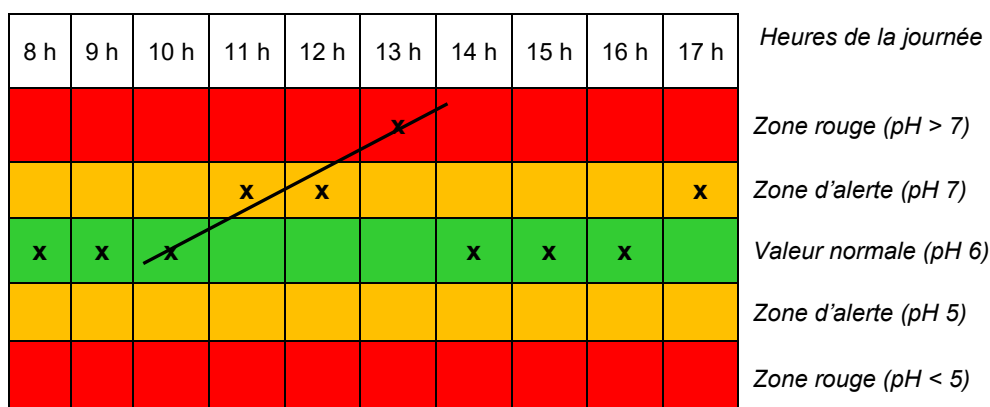 8 h 9 h 10 h 11 h 12 h 13 h 14 h 15 h 16 h 17 h Heures de la journée
x Zone rouge (pH > 7)
x x x Zone d'alerte (pH 7)
x x x x x x Valeur normale (pH 6)
Zone d'alerte (pH 5)
Zone rouge (pH < 5)